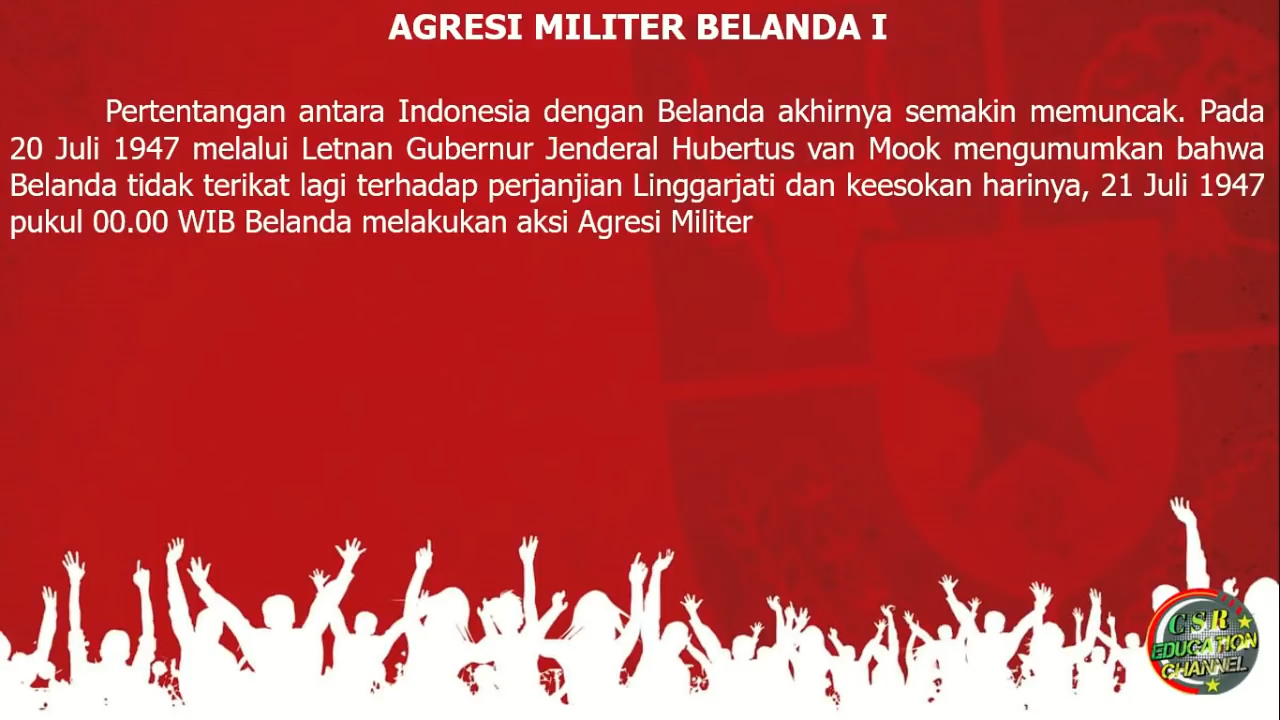 AGRESI MILITER BELANDA I
Pertentangan antara Indonesia dengan Belanda akhirnya semakin memuncak. Pada
20 Juli 1947 melalui Letnan Gubernur Jenderal Hubertus van Mook mengumumkan bahwa
Belanda tidak terikat lagi terhadap perjanjian Linggarjati dan keesokan harinya, 21 Juli 1947
pukul 00.00 WIB Belanda melakukan aksi Agresi Militer
CSR
EDUCATION
CHANNEL